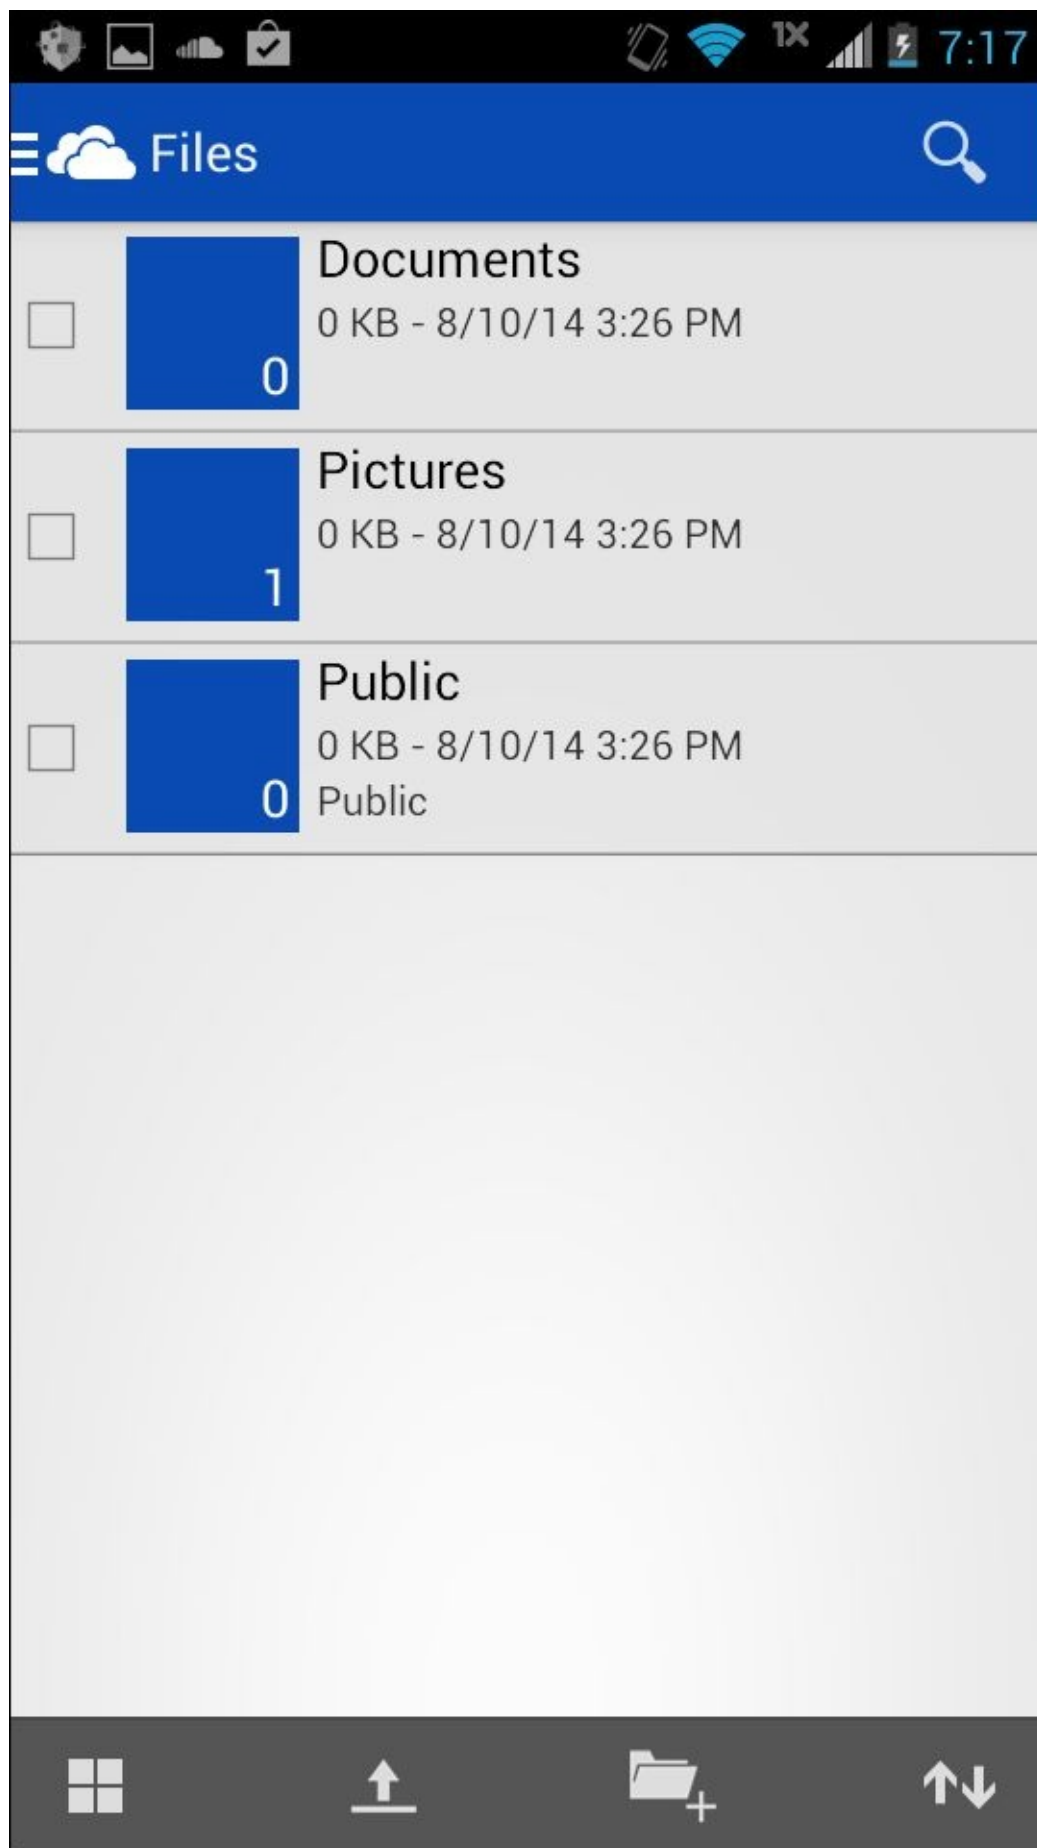 1X 7:17
Files
Documents
0 KB - 8/10/14 3:26 PM
0
Pictures
0 KB - 8/10/14 3:26 PM
1
Public
0 KB - 8/10/14 3:26 PM
0 Public